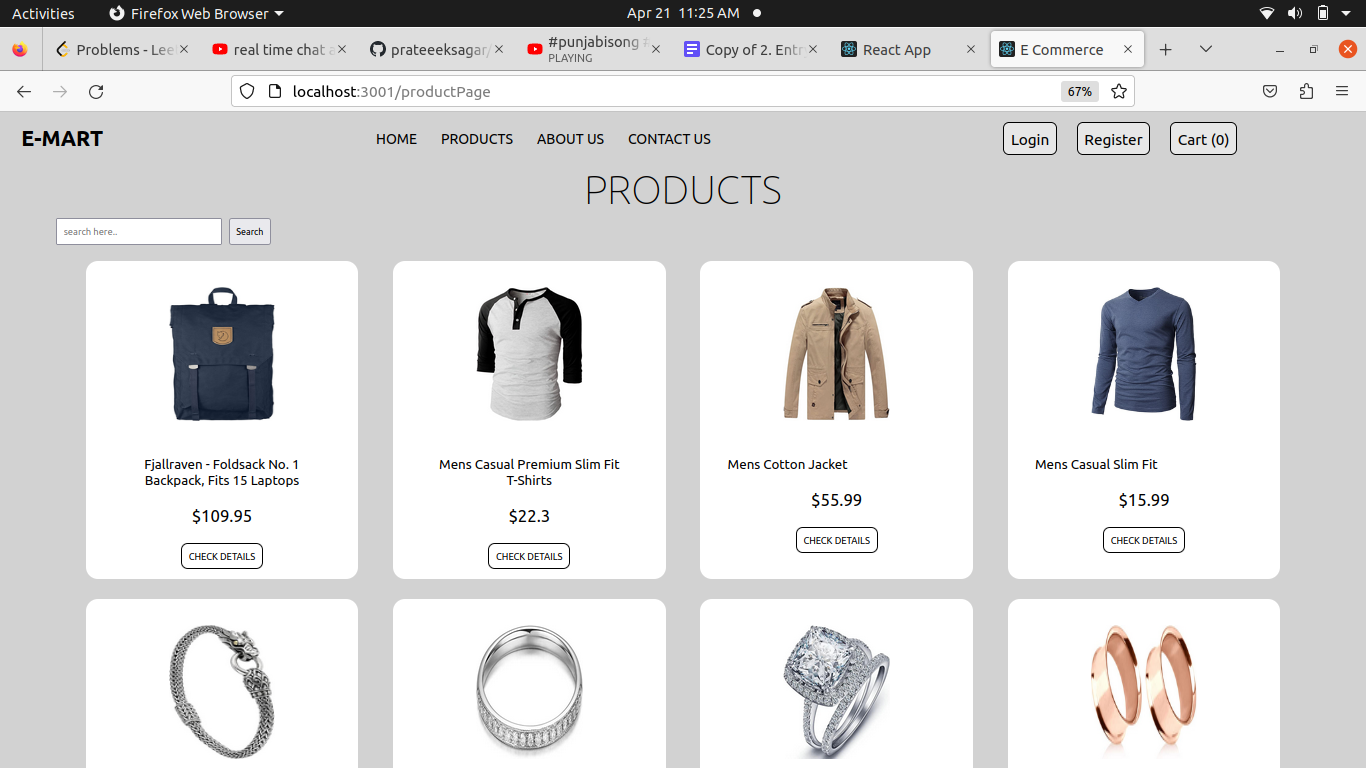 Activities
Firefox Web Browser
Apr 21 11:25 AM
Problems - Lee
real time chat a
prateeeksagar/
#punjabisong
PLAYING
Copy of 2. Entr
React App
E Commerce
localhost:3001/productPage
67%
E-MART
HOME
PRODUCTS
ABOUT US
CONTACT US
Login
Register
Cart (0)
PRODUCTS
search here..
Search
Fjallraven - Foldsack No. 1
Backpack, Fits 15 Laptops
$109.95
CHECK DETAILS
Mens Casual Premium Slim Fit
T-Shirts
$22.3
CHECK DETAILS
Mens Cotton Jacket
$55.99
CHECK DETAILS
Mens Casual Slim Fit
$15.99
CHECK DETAILS